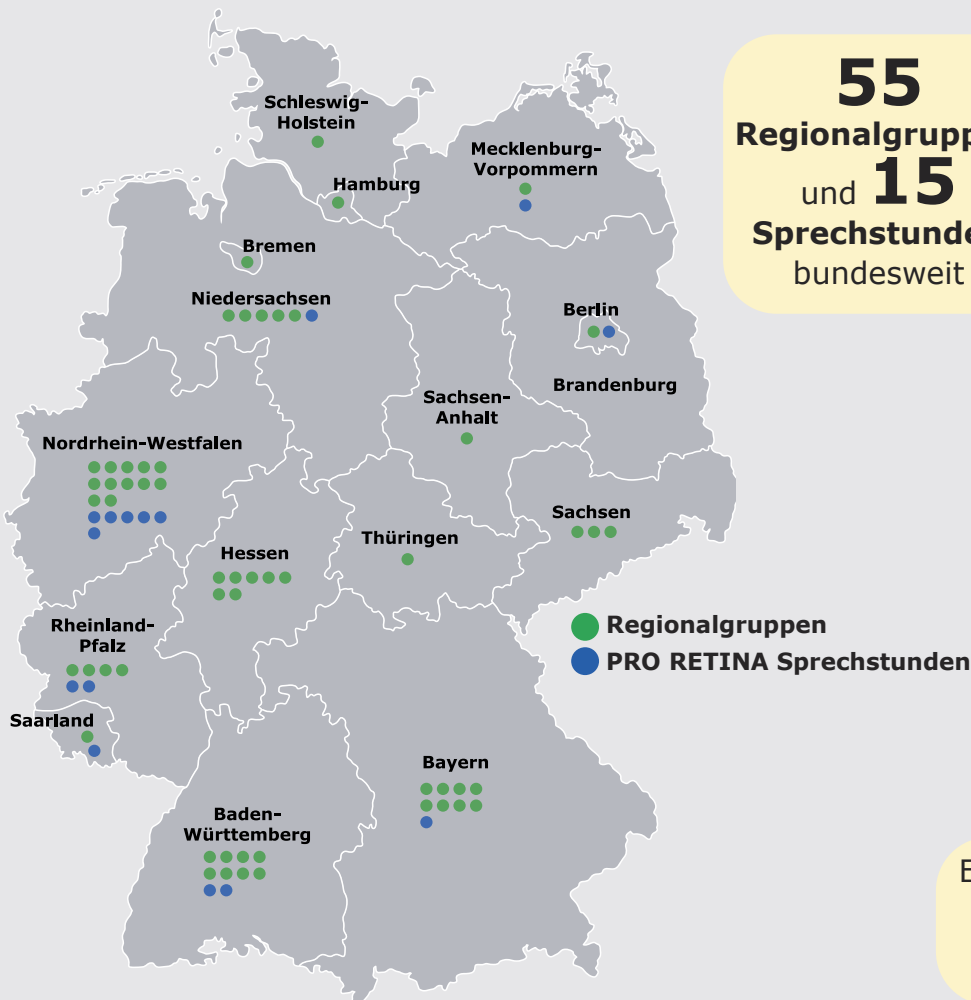 55
Regionalgrupp
und 15
Sprechstunde
bundesweit
Schleswig-
Holstein
Mecklenburg-
Vorpommern
Hamburg
Bremen
Niedersachsen
Berlin
Brandenburg
Sachsen-
Anhalt
Nordrhein-Westfalen
Sachsen
Thüringen
Hessen
Rheinland-
Pfalz
Regionalgruppen
PRO RETINA Sprechstunden
Saarland
Bayern
Baden-
Württemberg
E